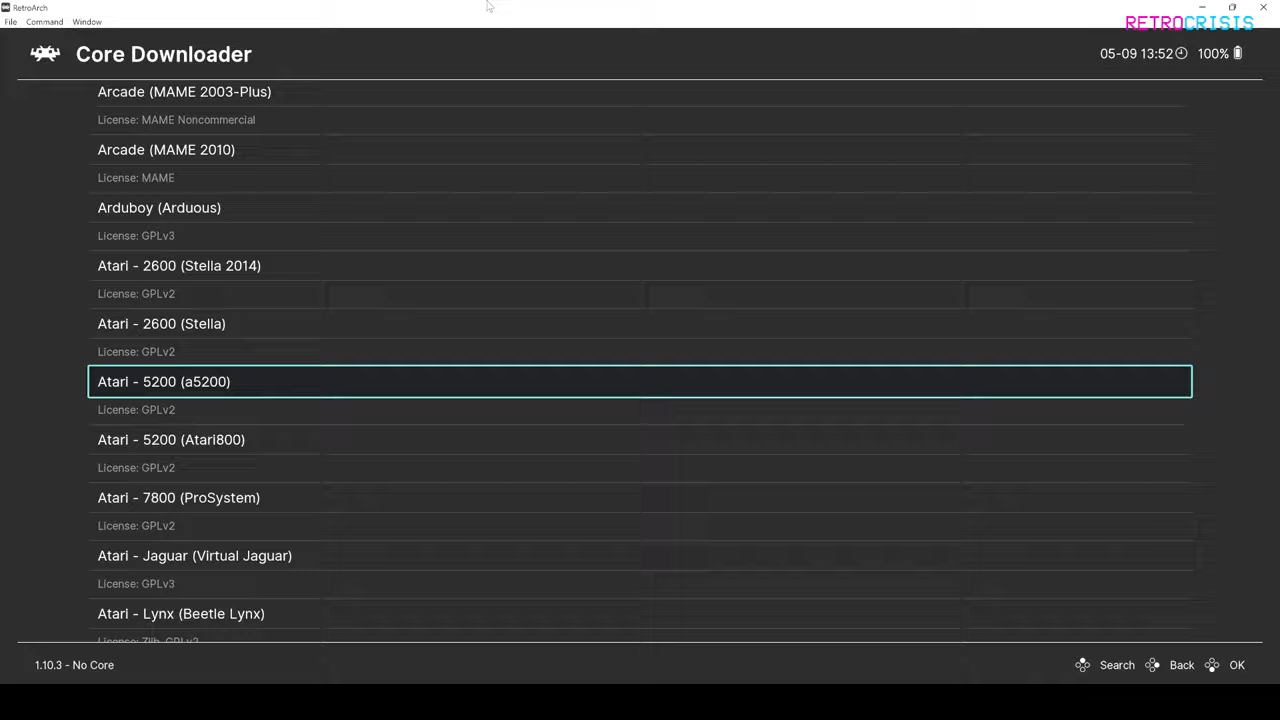 RetroArch
File Command Window
RETROCRISIS
Core Downloader
05-09 13:52 100%
Arcade (MAME 2003-Plus)
License: MAME Noncommercial
Arcade (MAME 2010)
License: MAME
Arduboy (Arduous)
License: GPLv3
Atari - 2600 (Stella 2014)
License: GPLv2
Atari - 2600 (Stella)
License: GPLv2
Atari - 5200 (a5200)
License: GPLv2
Atari - 5200 (Atari800)
License: GPLv2
Atari - 7800 (ProSystem)
License: GPLv2
Atari - Jaguar (Virtual Jaguar)
License: GPLv3
Atari - Lynx (Beetle Lynx)
License: Zlib, GPLv2
1.10.3 - No Core
Search Back OK